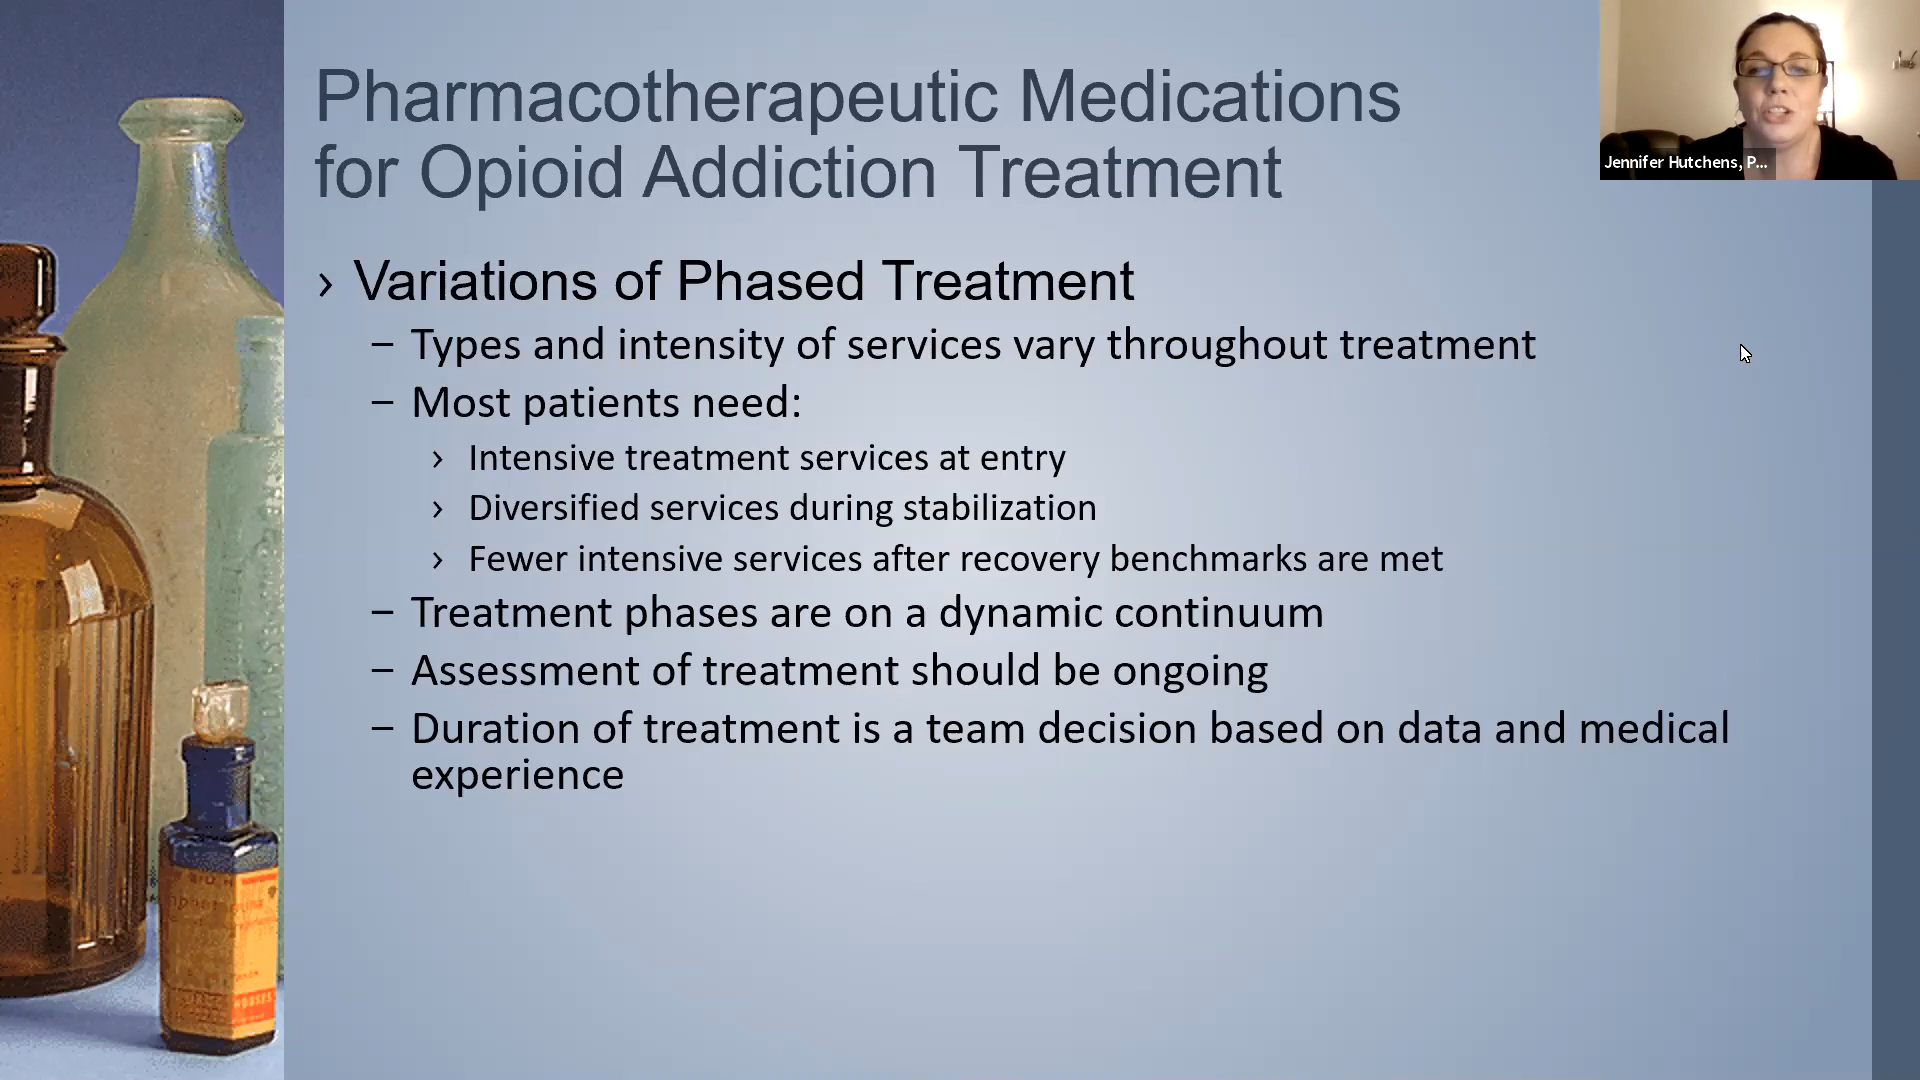 Pharmacotherapeutic Medications
for Opioid Addiction Treatment
Jennifer Hutchens, P...
› Variations of Phased Treatment
– Types and intensity of services vary throughout treatment
– Most patients need:
› Intensive treatment services at entry
› Diversified services during stabilization
› Fewer intensive services after recovery benchmarks are met
– Treatment phases are on a dynamic continuum
– Assessment of treatment should be ongoing
– Duration of treatment is a team decision based on data and medical
experience